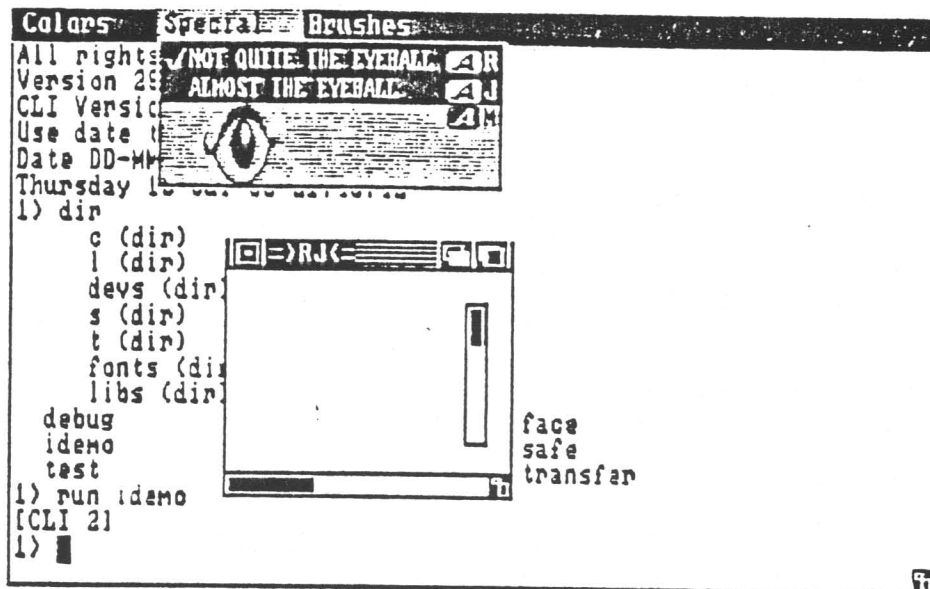 Colors Special Brushes
All rights
✓NOT QUITE THE EYEBALL A R
Version 29
ALMOST THE EYEBALL A J
CLI Versio
A M
Use date t
Date DD-MM
Thursday
1> dir
c (dir)
=>RJ<=
l (dir)
devs (dir)
s (dir)
t (dir)
fonts (di
libs (dir)
debug face
idemo safe
test transfer
1> run idemo
[CLI 2]
1>